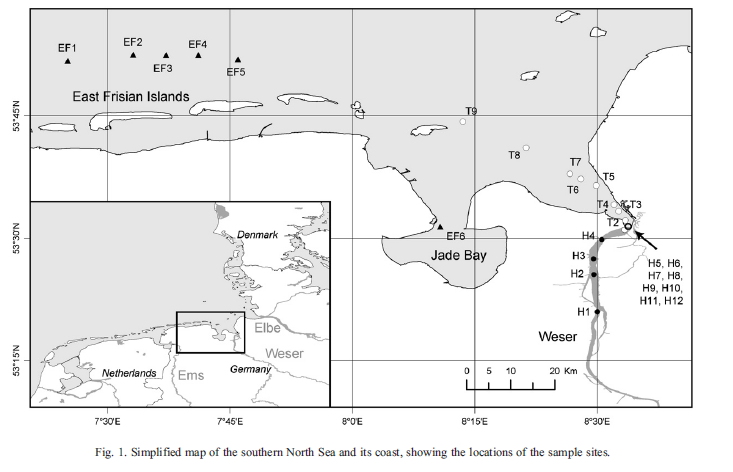 EF1
EF2
EF3
EF4
EF5
East Frisian Islands
53°45'N
T9
T8
T7
T6
T5
T4
T3
T2
53°30'N
EF6
Jade Bay
H4
H3
H2
H1
H5, H6,
H7, H8,
H9, H10,
H11, H12
Weser
Denmark
Elbe
Weser
Netherlands
Ems
Germany
53°15'N
0 5 10 20 Km
7°30'E
7°45'E
8°0'E
8°15'E
8°30'E
Fig. 1. Simplified map of the southern North Sea and its coast, showing the locations of the sample sites.